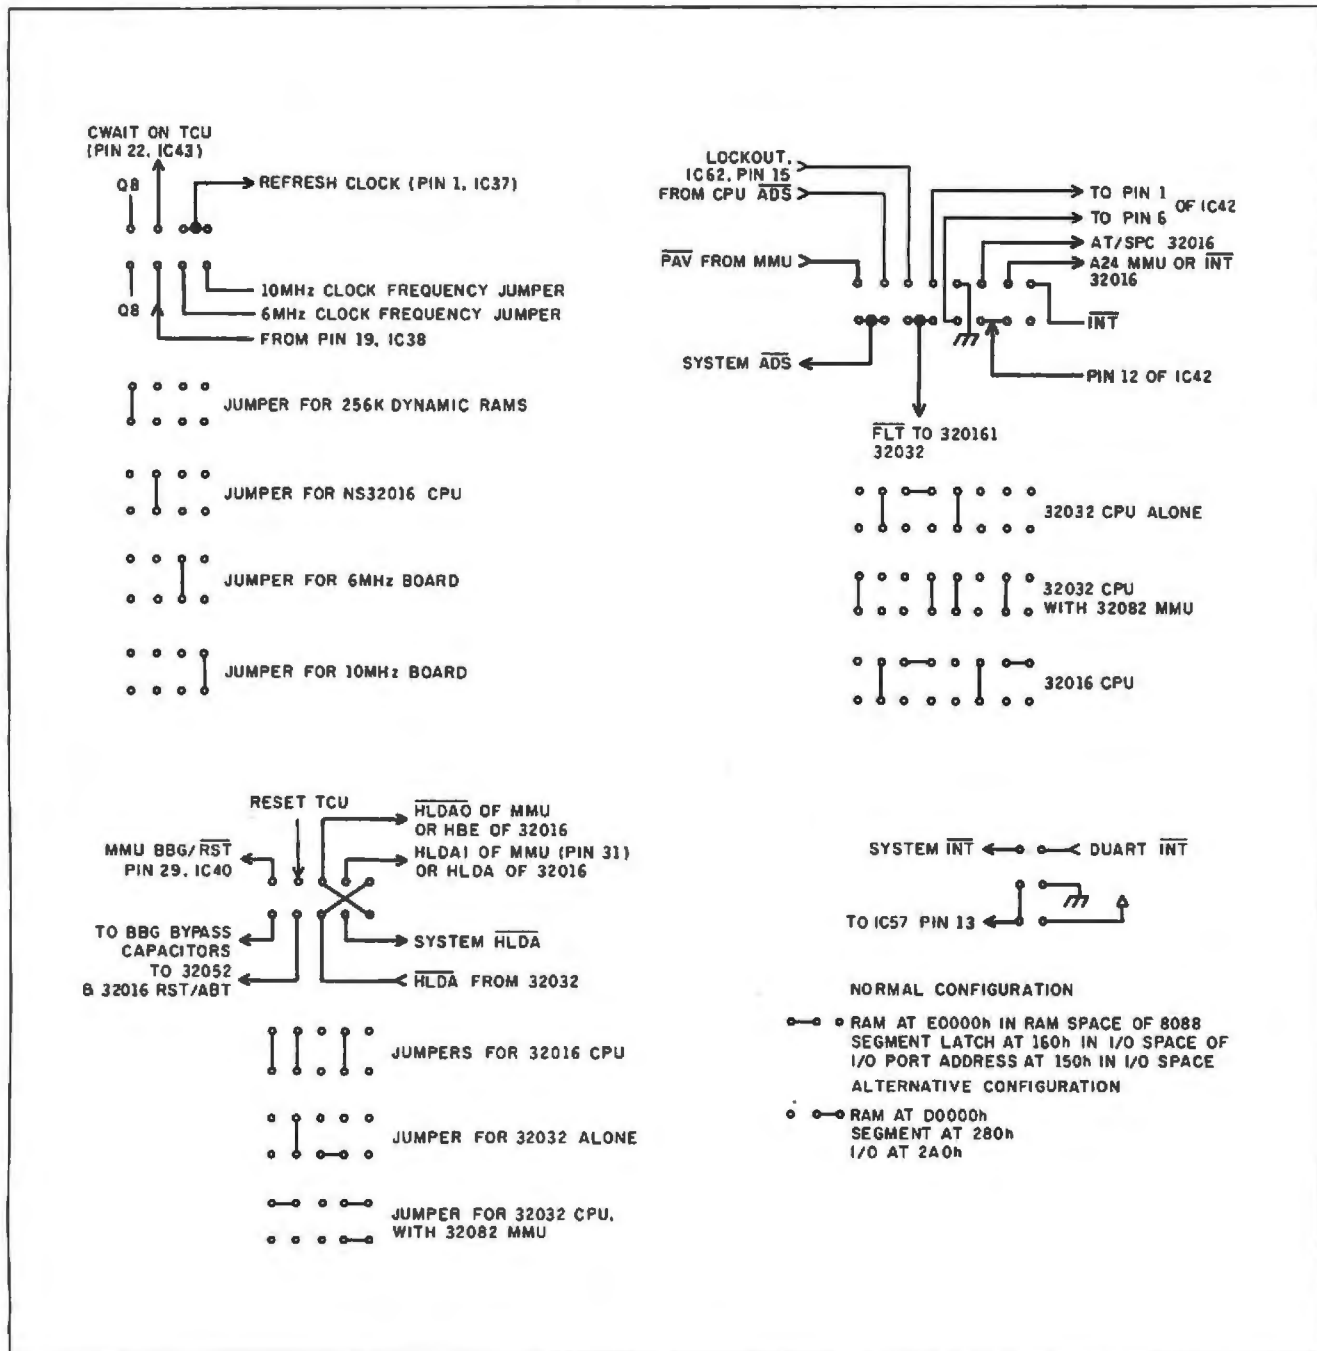 CWAIT ON TCU
(PIN 22, IC43)
Q8
REFRESH CLOCK (PIN 1, IC37)
10MHz CLOCK FREQUENCY JUMPER
Q8
6MHz CLOCK FREQUENCY JUMPER
FROM PIN 19, IC38
JUMPER FOR 256K DYNAMIC RAMS
JUMPER FOR NS32016 CPU
JUMPER FOR 6MHz BOARD
JUMPER FOR 10MHz BOARD
LOCKOUT,
IC62, PIN 15
FROM CPU ADS
PAV FROM MMU
TO PIN 1
OF IC42
TO PIN 6
AT/SPC 32016
A24 MMU OR INT
32016
INT
SYSTEM ADS
PIN 12 OF IC42
FLT TO 320161
32032
32032 CPU ALONE
32032 CPU
WITH 32082 MMU
32016 CPU
RESET TCU
HLDAO OF MMU
OR HBE OF 32016
MMU BBG/RST
PIN 29, IC40
HLDAI OF MMU (PIN 31)
OR HLDA OF 32016
TO BBG BYPASS
CAPACITORS
TO 32052
& 32016 RST/ABT
SYSTEM HLDA
HLDA FROM 32032
JUMPERS FOR 32016 CPU
JUMPER FOR 32032 ALONE
JUMPER FOR 32032 CPU,
WITH 32082 MMU
SYSTEM INT
DUART INT
TO IC57 PIN 13
NORMAL CONFIGURATION
RAM AT E0000h IN RAM SPACE OF 8088
SEGMENT LATCH AT 160h IN I/O SPACE OF
I/O PORT ADDRESS AT 150h IN I/O SPACE
ALTERNATIVE CONFIGURATION
RAM AT D0000h
SEGMENT AT 280h
I/O AT 2A0h